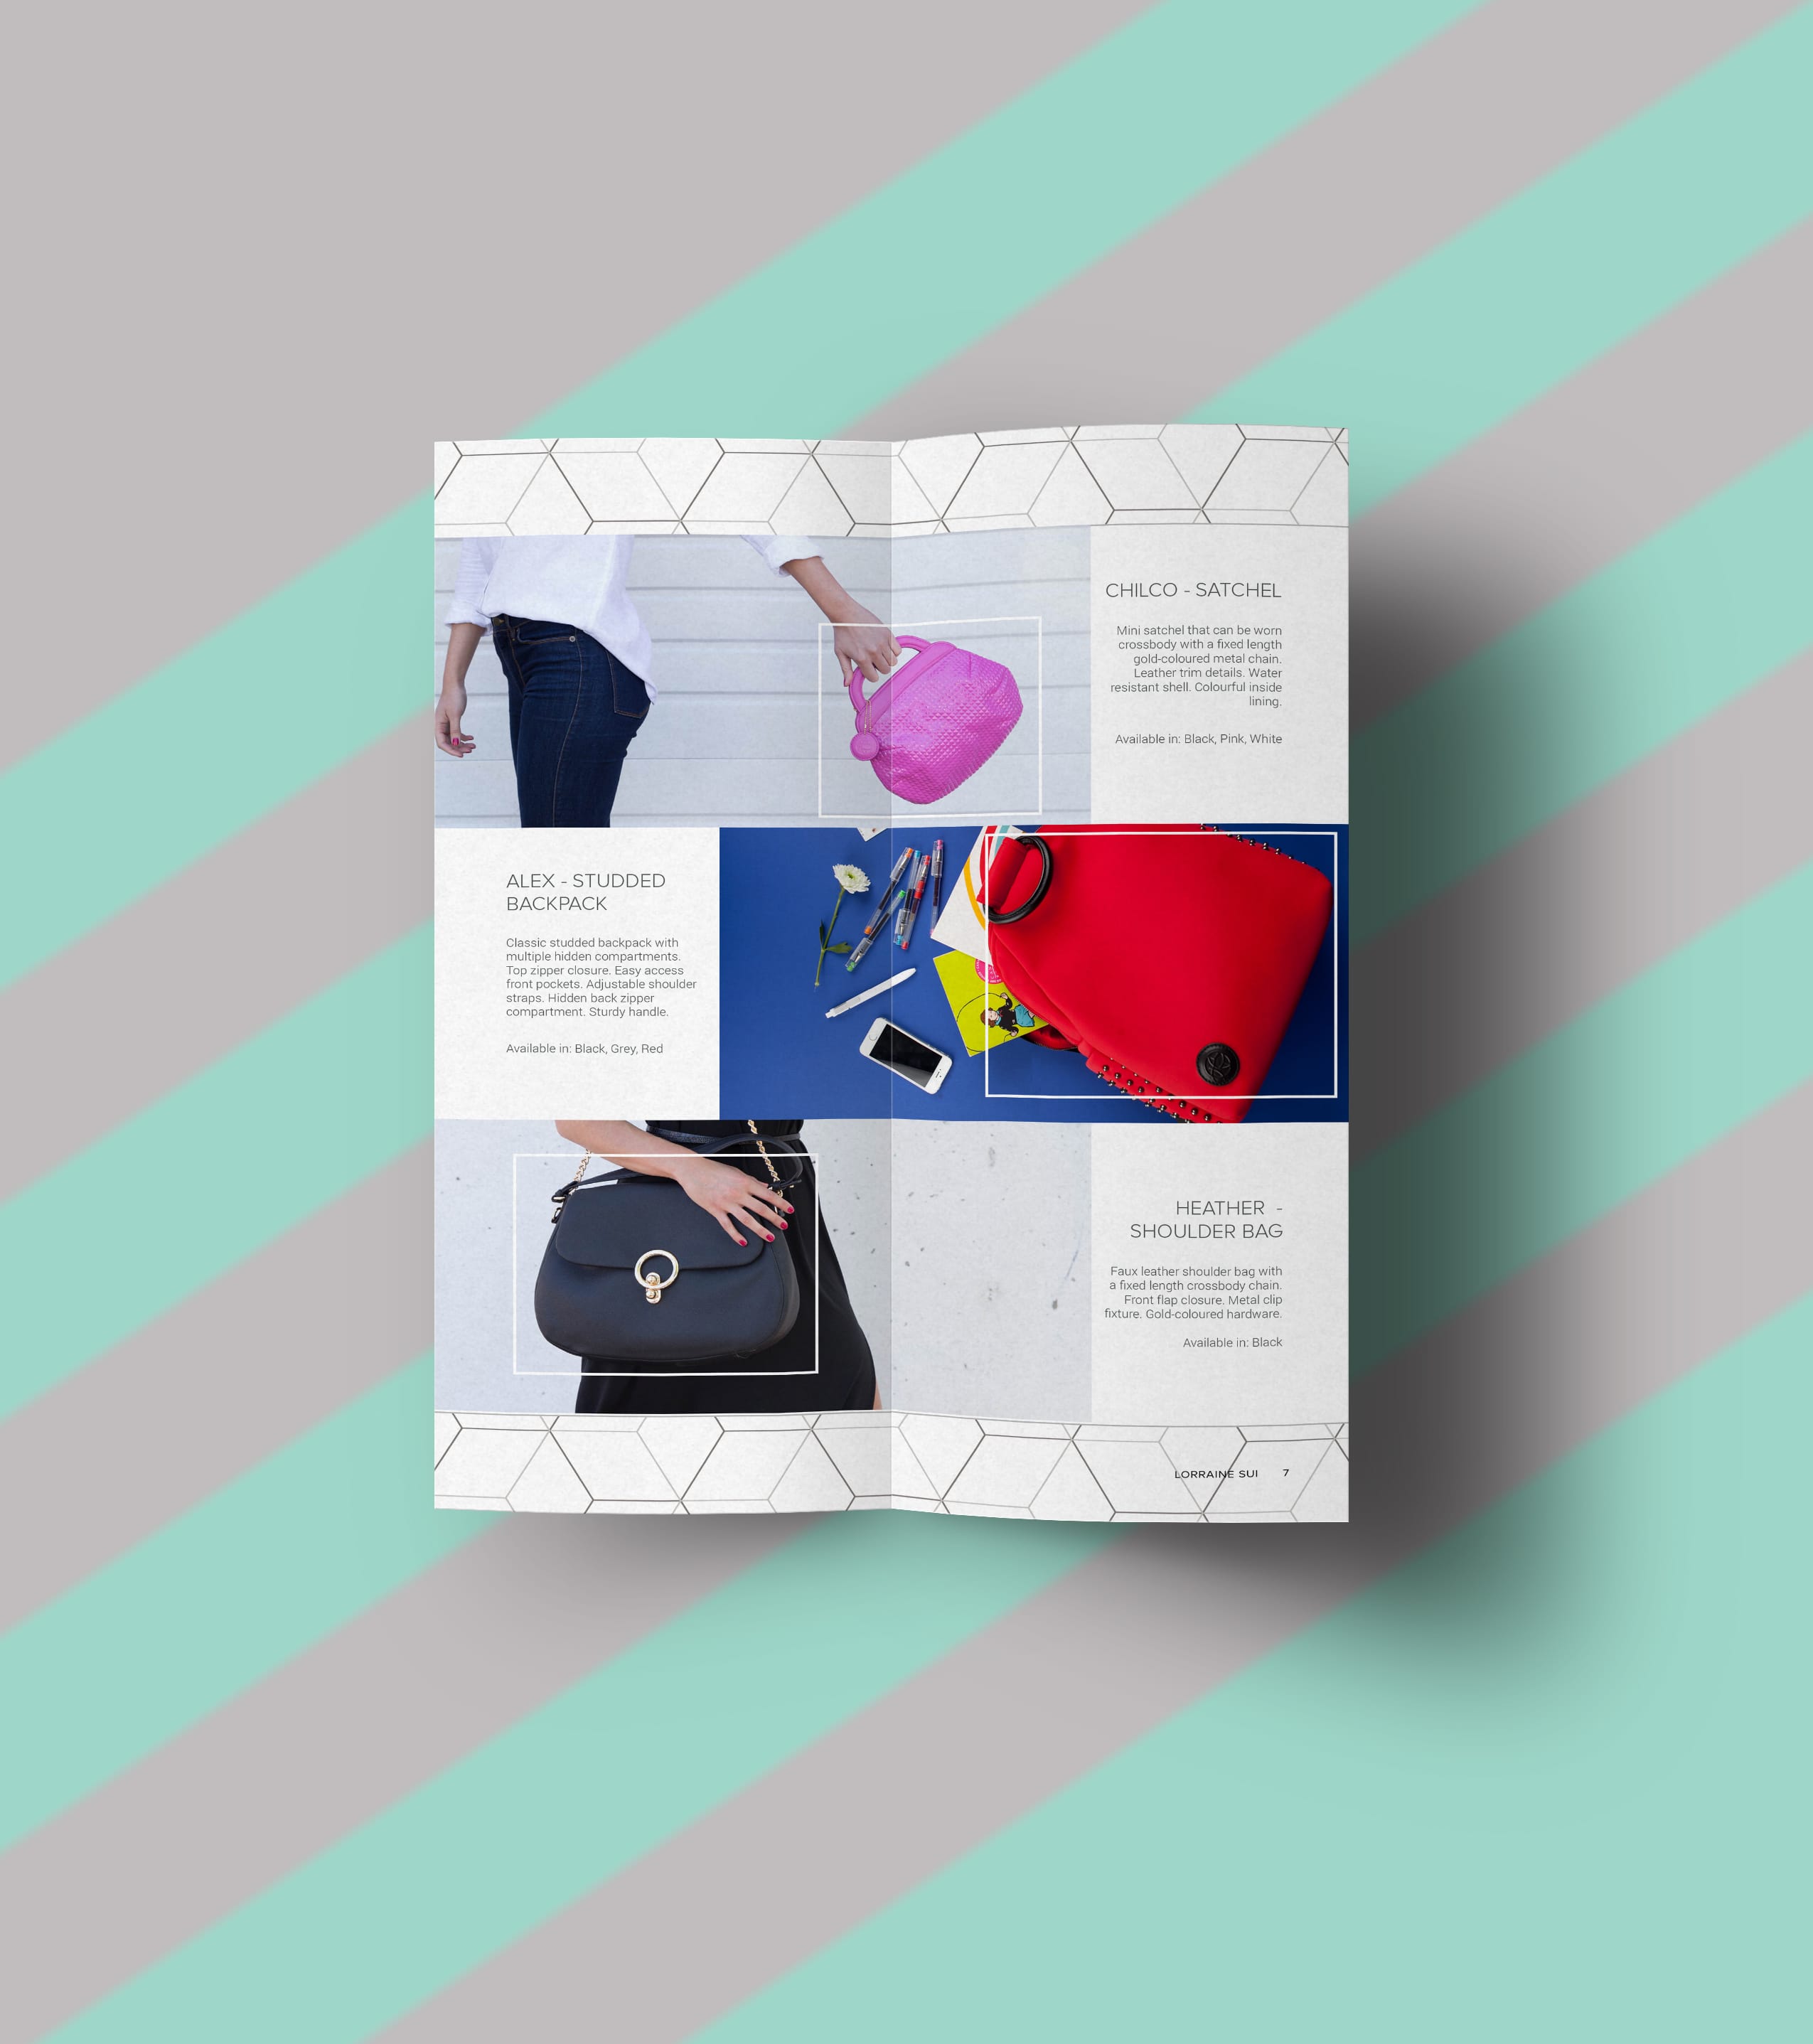 CHILCO - SATCHEL
Mini satchel that can be worn
crossbody with a fixed length
gold-coloured metal chain.
Leather trim details. Water
resistant shell. Colourful inside
lining.
Available in: Black, Pink, White
ALEX - STUDDED
BACKPACK
Classic studded backpack with
multiple hidden compartments.
Top zipper closure. Easy access
front pockets. Adjustable shoulder
straps. Hidden back zipper
compartment. Sturdy handle.
Available in: Black, Grey, Red
HEATHER -
SHOULDER BAG
Faux leather shoulder bag with
a fixed length crossbody chain.
Front flap closure. Metal clip
fixture. Gold-coloured hardware.
Available in: Black
LORRAINE SUI 7